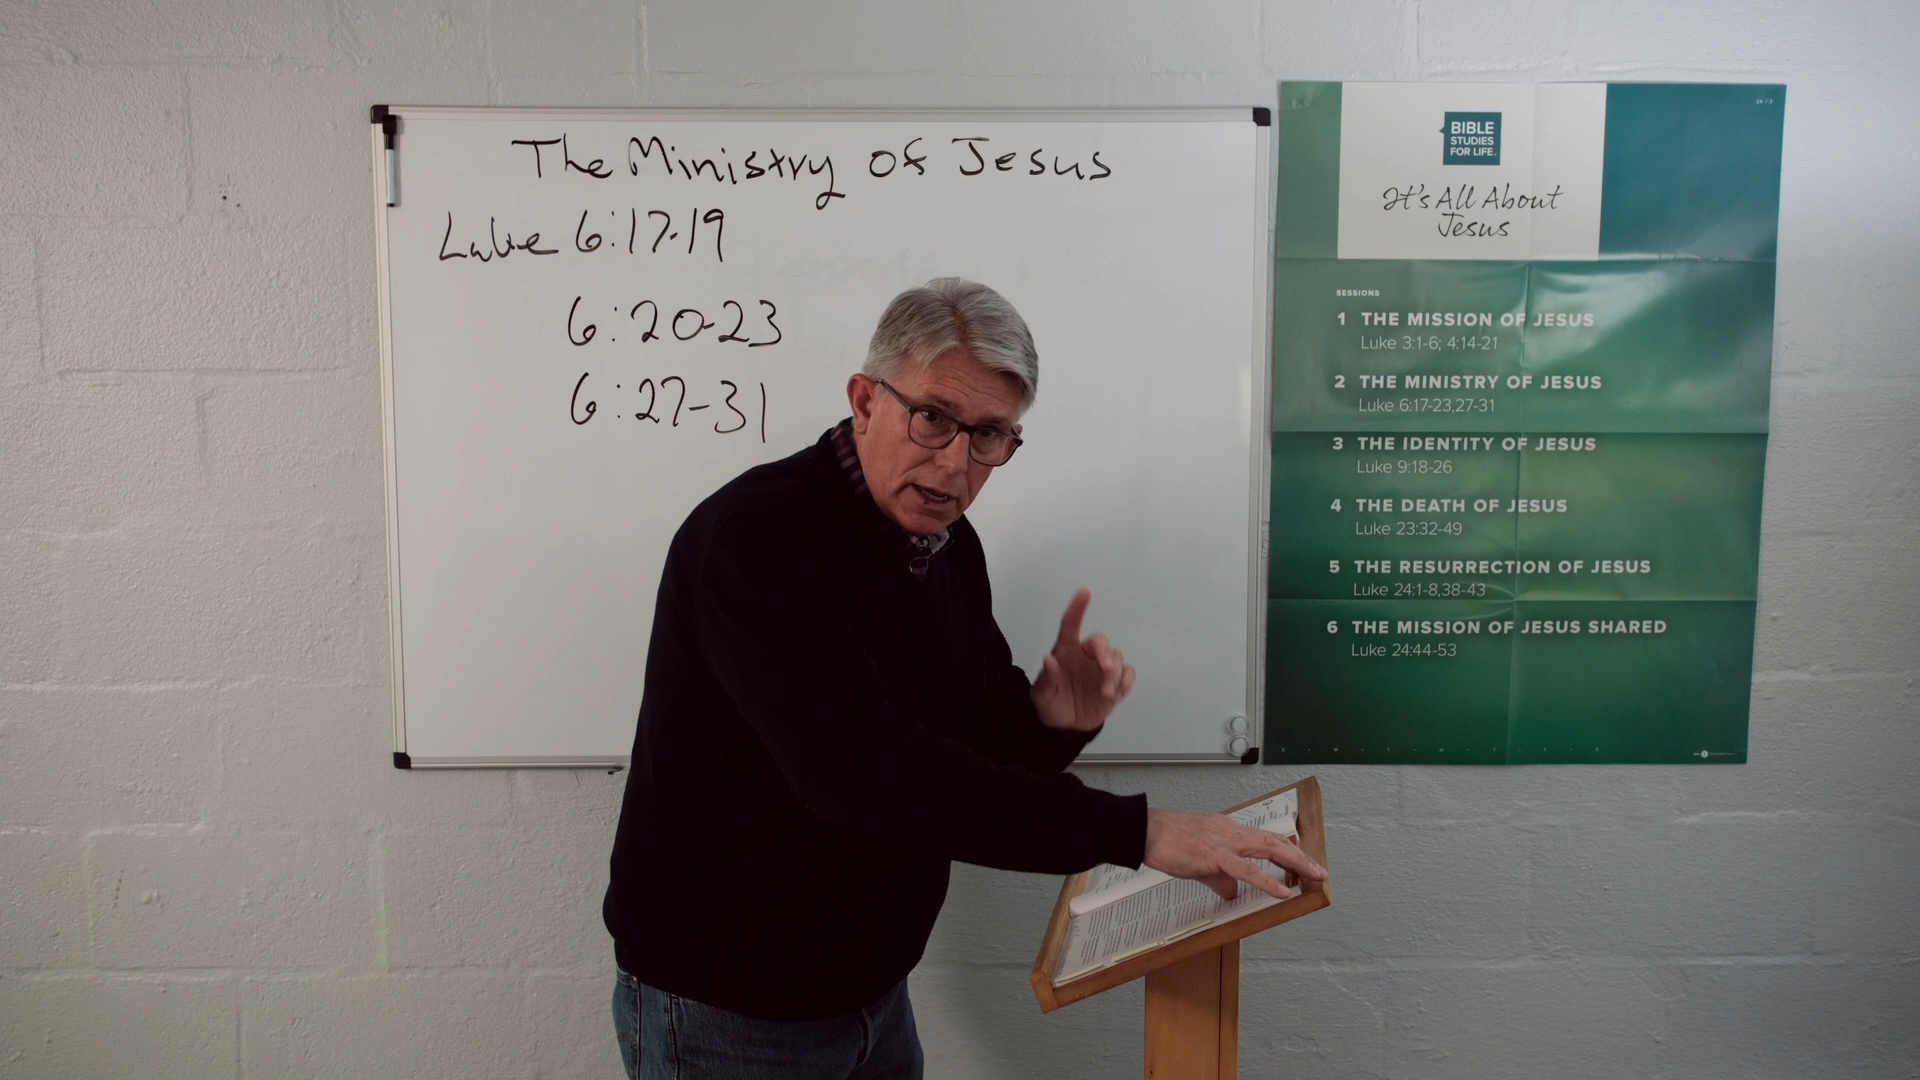 The Ministry of Jesus
Luke 6:17-19
6:20-23
6:27-31
BIBLE
STUDIES
FOR LIFE.
It's All About
Jesus
SESSIONS
1 THE MISSION OF JESUS
Luke 3:1-6; 4:14-21
2 THE MINISTRY OF JESUS
Luke 6:17-23,27-31
3 THE IDENTITY OF JESUS
Luke 9:18-26
4 THE DEATH OF JESUS
Luke 23:32-49
5 THE RESURRECTION OF JESUS
Luke 24:1-8,38-43
6 THE MISSION OF JESUS SHARED
Luke 24:44-53